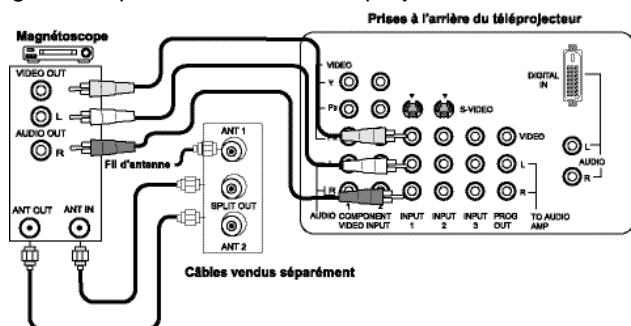 Prises à l'arrière du téléprojecteur
Magnétoscope
VIDEO OUT
L
AUDIO OUT
R
ANT OUT
ANT IN
Fil d'antenne
ANT 1
SPLIT OUT
ANT 2
Câbles vendus séparément
VIDEO
Y
PB
S-VIDEO
VIDEO
L
L
R
R
AUDIO
COMPONENT
VIDEO INPUT
1
2
INPUT
1
INPUT
2
INPUT
3
PROG
OUT
TO AUDIO
AMP
DIGITAL
IN
L
AUDIO
R